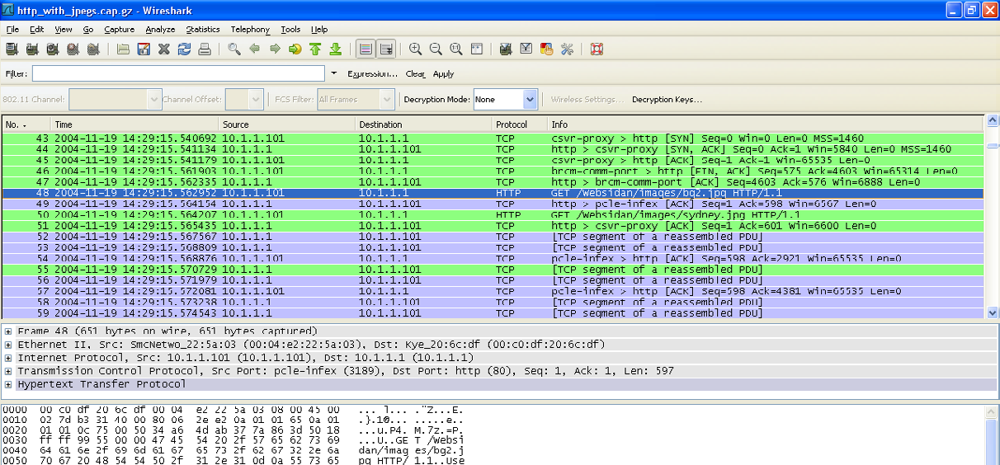 http_with_jpegs.cap.gz - Wireshark
File Edit View Go Capture Analyze Statistics Telephony Tools Help
Filter: Expression... Clear Apply
802.11 Channel: Channel Offset: FCS Filter: All Frames Decryption Mode: None Wireless Settings... Decryption Keys...
No. Time Source Destination Protocol Info
43 2004-11-19 14:29:15.540692 10.1.1.101 10.1.1.1 TCP csvr-proxy > http [SYN] Seq=0 Win=0 Len=0 MSS=1460
44 2004-11-19 14:29:15.541134 10.1.1.1 10.1.1.101 TCP http > csvr-proxy [SYN, ACK] Seq=0 Ack=1 Win=5840 Len=0 MSS=1460
45 2004-11-19 14:29:15.541179 10.1.1.101 10.1.1.1 TCP csvr-proxy > http [ACK] Seq=1 Ack=1 Win=65535 Len=0
46 2004-11-19 14:29:15.561903 10.1.1.101 10.1.1.1 TCP brcm-comm-port > http [FIN, ACK] Seq=575 Ack=4603 Win=65314 Len=0
47 2004-11-19 14:29:15.562335 10.1.1.1 10.1.1.101 TCP http > brcm-comm-port [ACK] Seq=4603 Ack=576 Win=6888 Len=0
48 2004-11-19 14:29:15.562952 10.1.1.101 10.1.1.1 HTTP GET /Websidan/images/bg2.jpg HTTP/1.1
49 2004-11-19 14:29:15.564154 10.1.1.1 10.1.1.101 TCP http > pcle-infex [ACK] Seq=1 Ack=598 Win=6567 Len=0
50 2004-11-19 14:29:15.564207 10.1.1.101 10.1.1.1 HTTP GET /Websidan/images/sydney.jpg HTTP/1.1
51 2004-11-19 14:29:15.565435 10.1.1.1 10.1.1.101 TCP http > csvr-proxy [ACK] Seq=1 Ack=601 Win=6600 Len=0
52 2004-11-19 14:29:15.567567 10.1.1.1 10.1.1.101 TCP [TCP segment of a reassembled PDU]
53 2004-11-19 14:29:15.568809 10.1.1.1 10.1.1.101 TCP [TCP segment of a reassembled PDU]
54 2004-11-19 14:29:15.568876 10.1.1.101 10.1.1.1 TCP pcle-infex > http [ACK] Seq=598 Ack=2921 Win=65535 Len=0
55 2004-11-19 14:29:15.570729 10.1.1.1 10.1.1.101 TCP [TCP segment of a reassembled PDU]
56 2004-11-19 14:29:15.571979 10.1.1.1 10.1.1.101 TCP [TCP segment of a reassembled PDU]
57 2004-11-19 14:29:15.572081 10.1.1.101 10.1.1.1 TCP pcle-infex > http [ACK] Seq=598 Ack=4381 Win=65535 Len=0
58 2004-11-19 14:29:15.573238 10.1.1.1 10.1.1.101 TCP [TCP segment of a reassembled PDU]
59 2004-11-19 14:29:15.574543 10.1.1.1 10.1.1.101 TCP [TCP segment of a reassembled PDU]
Frame 48 (651 bytes on wire, 651 bytes captured)
Ethernet II, Src: SmcNetwo_22:5a:03 (00:04:e2:22:5a:03), Dst: Kye_20:6c:df (00:c0:df:20:6c:df)
Internet Protocol, Src: 10.1.1.101 (10.1.1.101), Dst: 10.1.1.1 (10.1.1.1)
Transmission Control Protocol, Src Port: pcle-infex (3189), Dst Port: http (80), Seq: 1, Ack: 1, Len: 597
Hypertext Transfer Protocol
0000 00 c0 df 20 6c df 00 04 e2 22 5a 03 08 00 45 00 ... l... ."Z...E.
0010 02 7d b3 31 40 00 80 06 2e e2 0a 01 01 65 0a 01 .}.1@... .....e..
0020 01 01 0c 75 00 50 34 a6 4d ab 37 7a 86 3d 50 18 ...u.P4. M.7z.=P.
0030 ff ff 99 55 00 00 47 45 54 20 2f 57 65 62 73 69 ...U..GE T /Websi
0040 64 61 6e 2f 69 6d 61 67 65 73 2f 62 67 32 2e 6a dan/imag es/bg2.j
0050 70 67 20 48 54 54 50 2f 31 2e 31 0d 0a 55 73 65 pg HTTP/ 1.1..Use